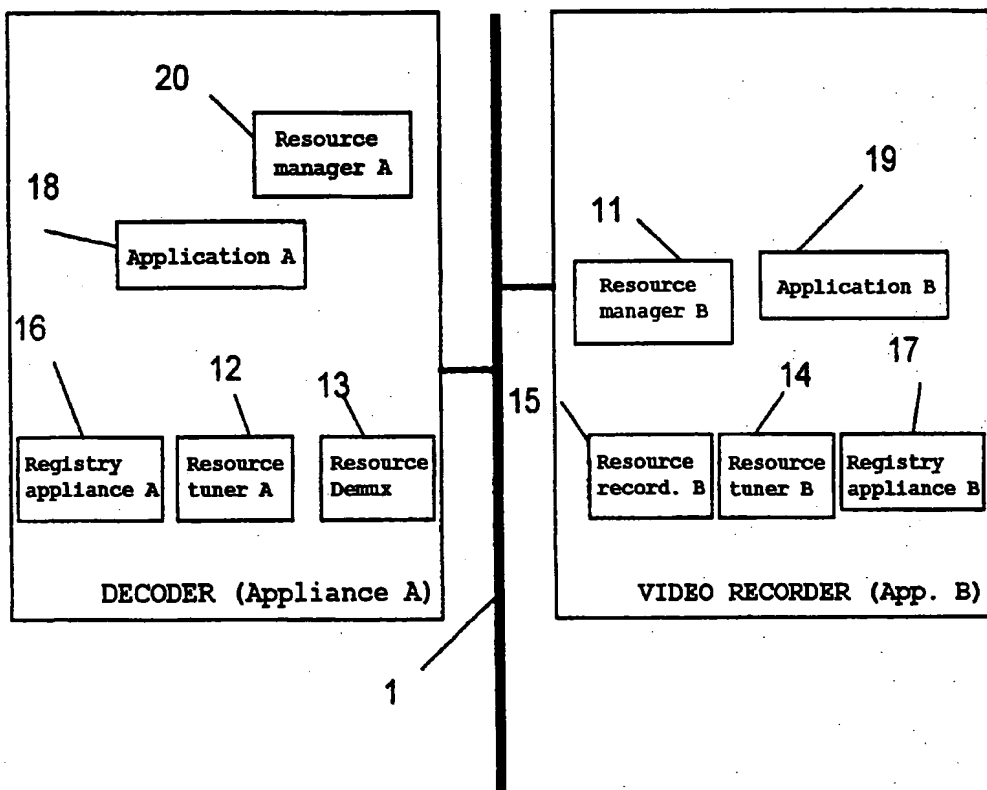 20
Resource
manager A
18
Application A
16
12
13
Registry
appliance A
Resource
tuner A
Resource
Demux
DECODER (Appliance A)
1
19
11
Resource
manager B
Application B
17
14
15
Resource
record. B
Resource
tuner B
Registry
appliance B
VIDEO RECORDER (App. B)